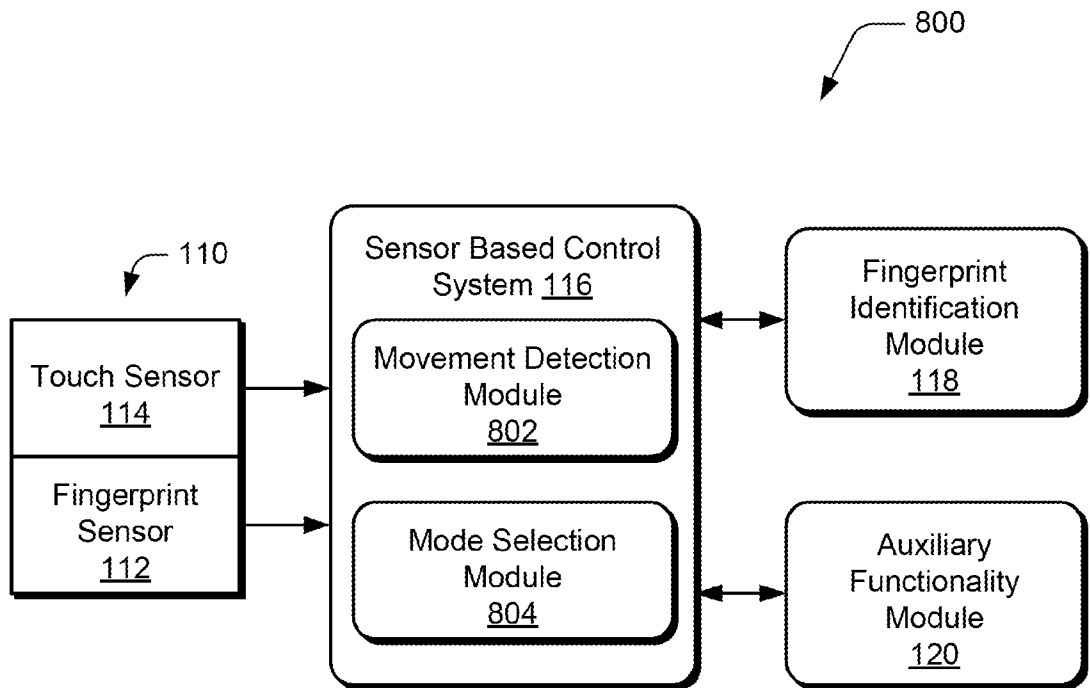 800
110
Touch Sensor
114
Fingerprint
Sensor
112
Sensor Based Control
System 116
Movement Detection
Module
802
Mode Selection
Module
804
Fingerprint
Identification
Module
118
Auxiliary
Functionality
Module
120